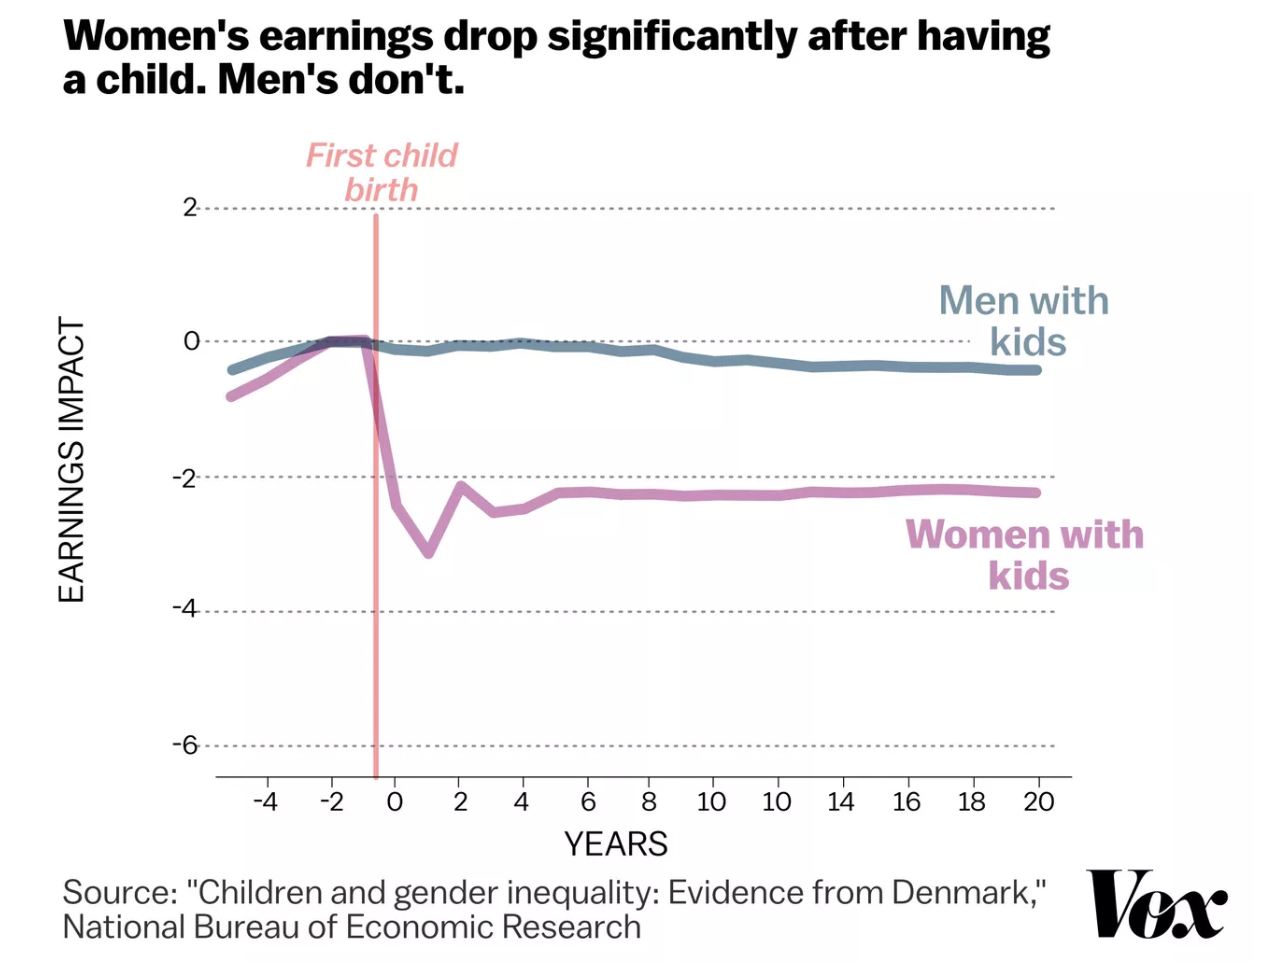 Women's earnings drop significantly after having
a child. Men's don't.
First child
birth
2
0
-2
-4
-6
EARNINGS IMPACT
Men with
kids
Women with
kids
-4 -2 0 2 4 6 8 10 10 14 16 18 20
YEARS
Source: "Children and gender inequality: Evidence from Denmark,"
National Bureau of Economic Research
Vox